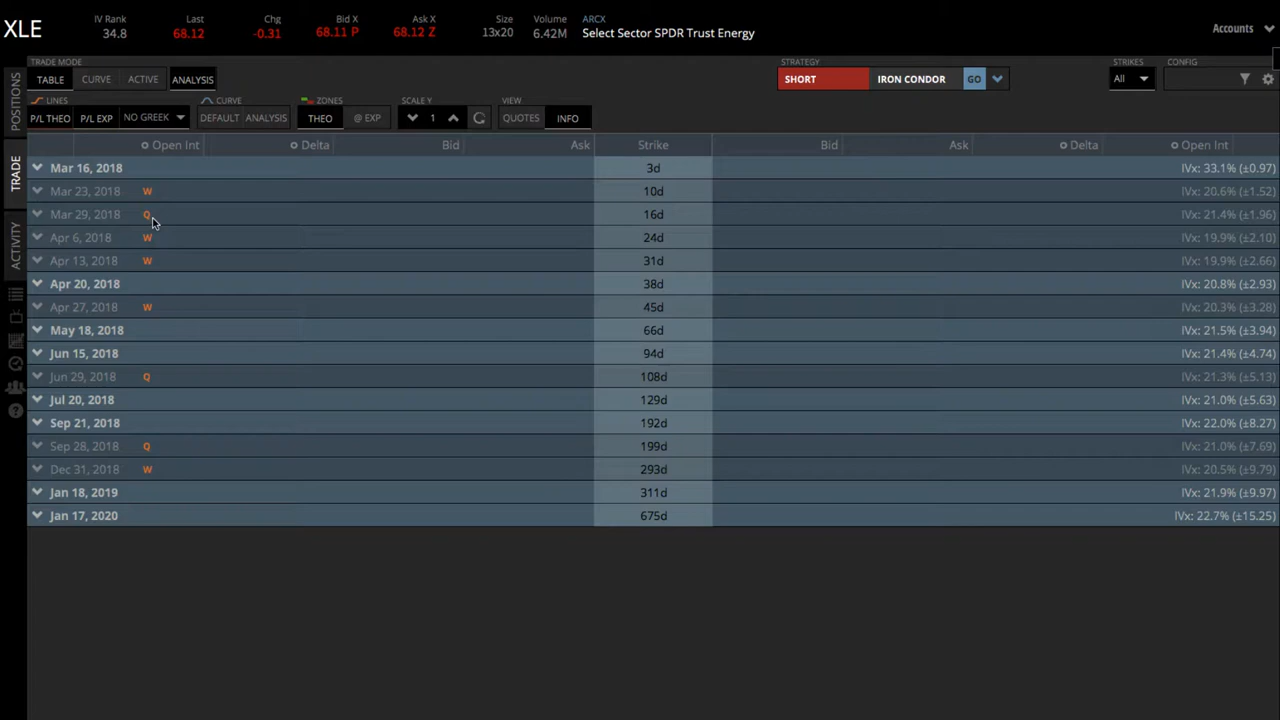 XLE
IV Rank Last Chg Bid X Ask X Size Volume ARCX
34.8 68.12 -0.31 68.11 P 68.12 Z 13x20 6.42M Select Sector SPDR Trust Energy
Accounts
TRADE MODE STRATEGY STRIKES CONFIG
TABLE CURVE ACTIVE ANALYSIS SHORT IRON CONDOR GO All
LINES CURVE ZONES SCALE Y VIEW
P/L THEO P/L EXP NO GREEK DEFAULT ANALYSIS THEO @ EXP 1 QUOTES INFO
POSITIONS
TRADE
ACTIVITY
Open Int Delta Bid Ask Strike Bid Ask Delta Open Int
Mar 16, 2018 3d IVx: 33.1% (±0.97)
Mar 23, 2018 W 10d IVx: 20.6% (±1.52)
Mar 29, 2018 Q 16d IVx: 21.4% (±1.96)
Apr 6, 2018 W 24d IVx: 19.9% (±2.10)
Apr 13, 2018 W 31d IVx: 19.9% (±2.66)
Apr 20, 2018 38d IVx: 20.8% (±2.93)
Apr 27, 2018 W 45d IVx: 20.3% (±3.28)
May 18, 2018 66d IVx: 21.5% (±3.94)
Jun 15, 2018 94d IVx: 21.4% (±4.74)
Jun 29, 2018 Q 108d IVx: 21.3% (±5.13)
Jul 20, 2018 129d IVx: 21.0% (±5.63)
Sep 21, 2018 192d IVx: 22.0% (±8.27)
Sep 28, 2018 Q 199d IVx: 21.0% (±7.69)
Dec 31, 2018 W 293d IVx: 20.5% (±9.79)
Jan 18, 2019 311d IVx: 21.9% (±9.97)
Jan 17, 2020 675d IVx: 22.7% (±15.25)